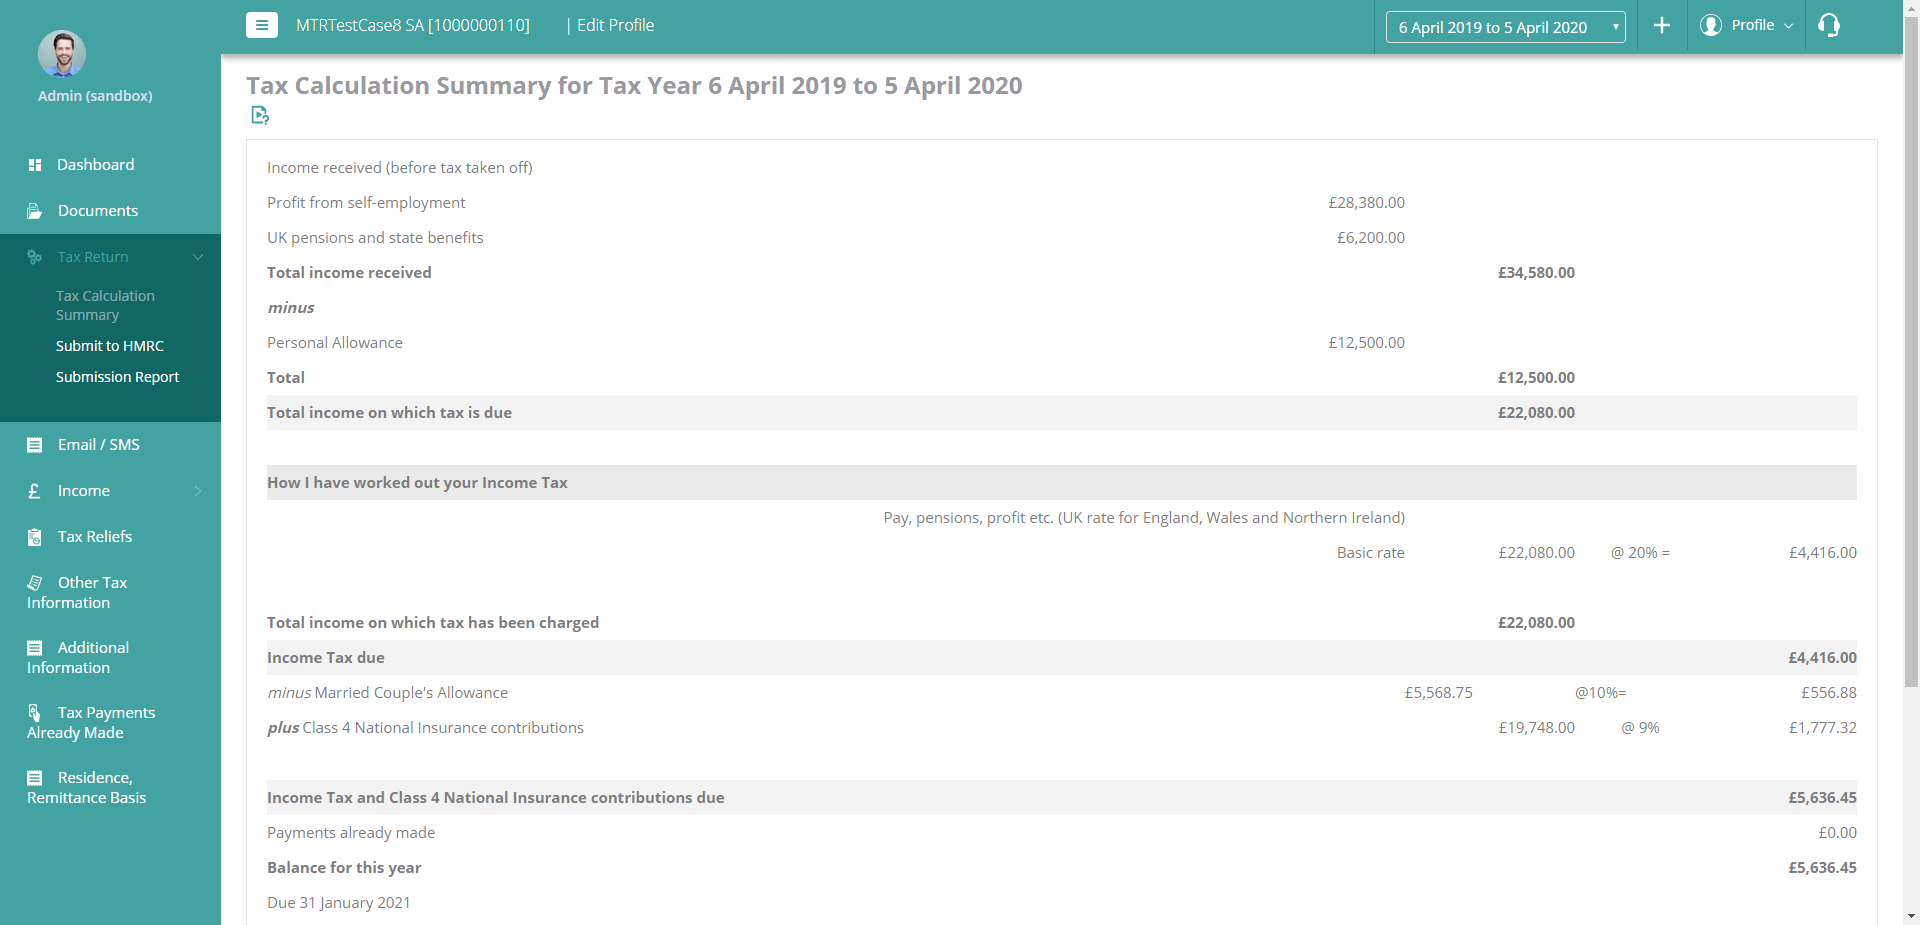 MTRTestCase8 SA [1000000110] | Edit Profile
6 April 2019 to 5 April 2020
Profile
Admin (sandbox)
Dashboard
Documents
Tax Return
Tax Calculation
Summary
Submit to HMRC
Submission Report
Email / SMS
£ Income
Tax Reliefs
Other Tax
Information
Additional
Information
Tax Payments
Already Made
Residence,
Remittance Basis
Tax Calculation Summary for Tax Year 6 April 2019 to 5 April 2020
Income received (before tax taken off)
Profit from self-employment £28,380.00
UK pensions and state benefits £6,200.00
Total income received £34,580.00
minus
Personal Allowance £12,500.00
Total £12,500.00
Total income on which tax is due £22,080.00
How I have worked out your Income Tax
Pay, pensions, profit etc. (UK rate for England, Wales and Northern Ireland)
Basic rate £22,080.00 @ 20% = £4,416.00
Total income on which tax has been charged £22,080.00
Income Tax due £4,416.00
minus Married Couple's Allowance £5,568.75 @10%= £556.88
plus Class 4 National Insurance contributions £19,748.00 @ 9% £1,777.32
Income Tax and Class 4 National Insurance contributions due £5,636.45
Payments already made £0.00
Balance for this year £5,636.45
Due 31 January 2021